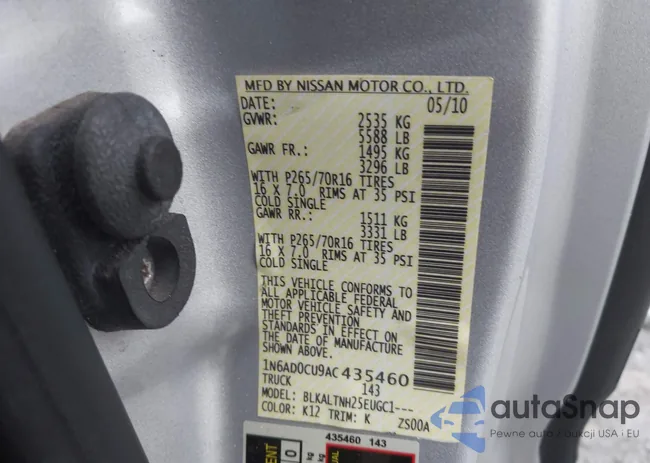 MFD BY NISSAN MOTOR CO., LTD.
DATE: 05/10
GVWR: 2535 KG
5588 LB
GAWR FR.: 1495 KG
3296 LB
WITH P265/70R16 TIRES
16 X 7.0 RIMS AT 35 PSI
COLD SINGLE
GAWR RR.: 1511 KG
3331 LB
WITH P265/70R16 TIRES
16 X 7.0 RIMS AT 35 PSI
COLD SINGLE
THIS VEHICLE CONFORMS TO
ALL APPLICABLE FEDERAL
MOTOR VEHICLE SAFETY AND
THEFT PREVENTION
STANDARDS IN EFFECT ON
THE DATE OF MANUFACTURE
SHOWN ABOVE.
1N6AD0CU9AC435460
TRUCK 143
MODEL: BLKALTNH25EUGC1---
COLOR: K12 TRIM: K ZS00A
435460 143
autoSnap
Pewne auta z aukcji USA i EU